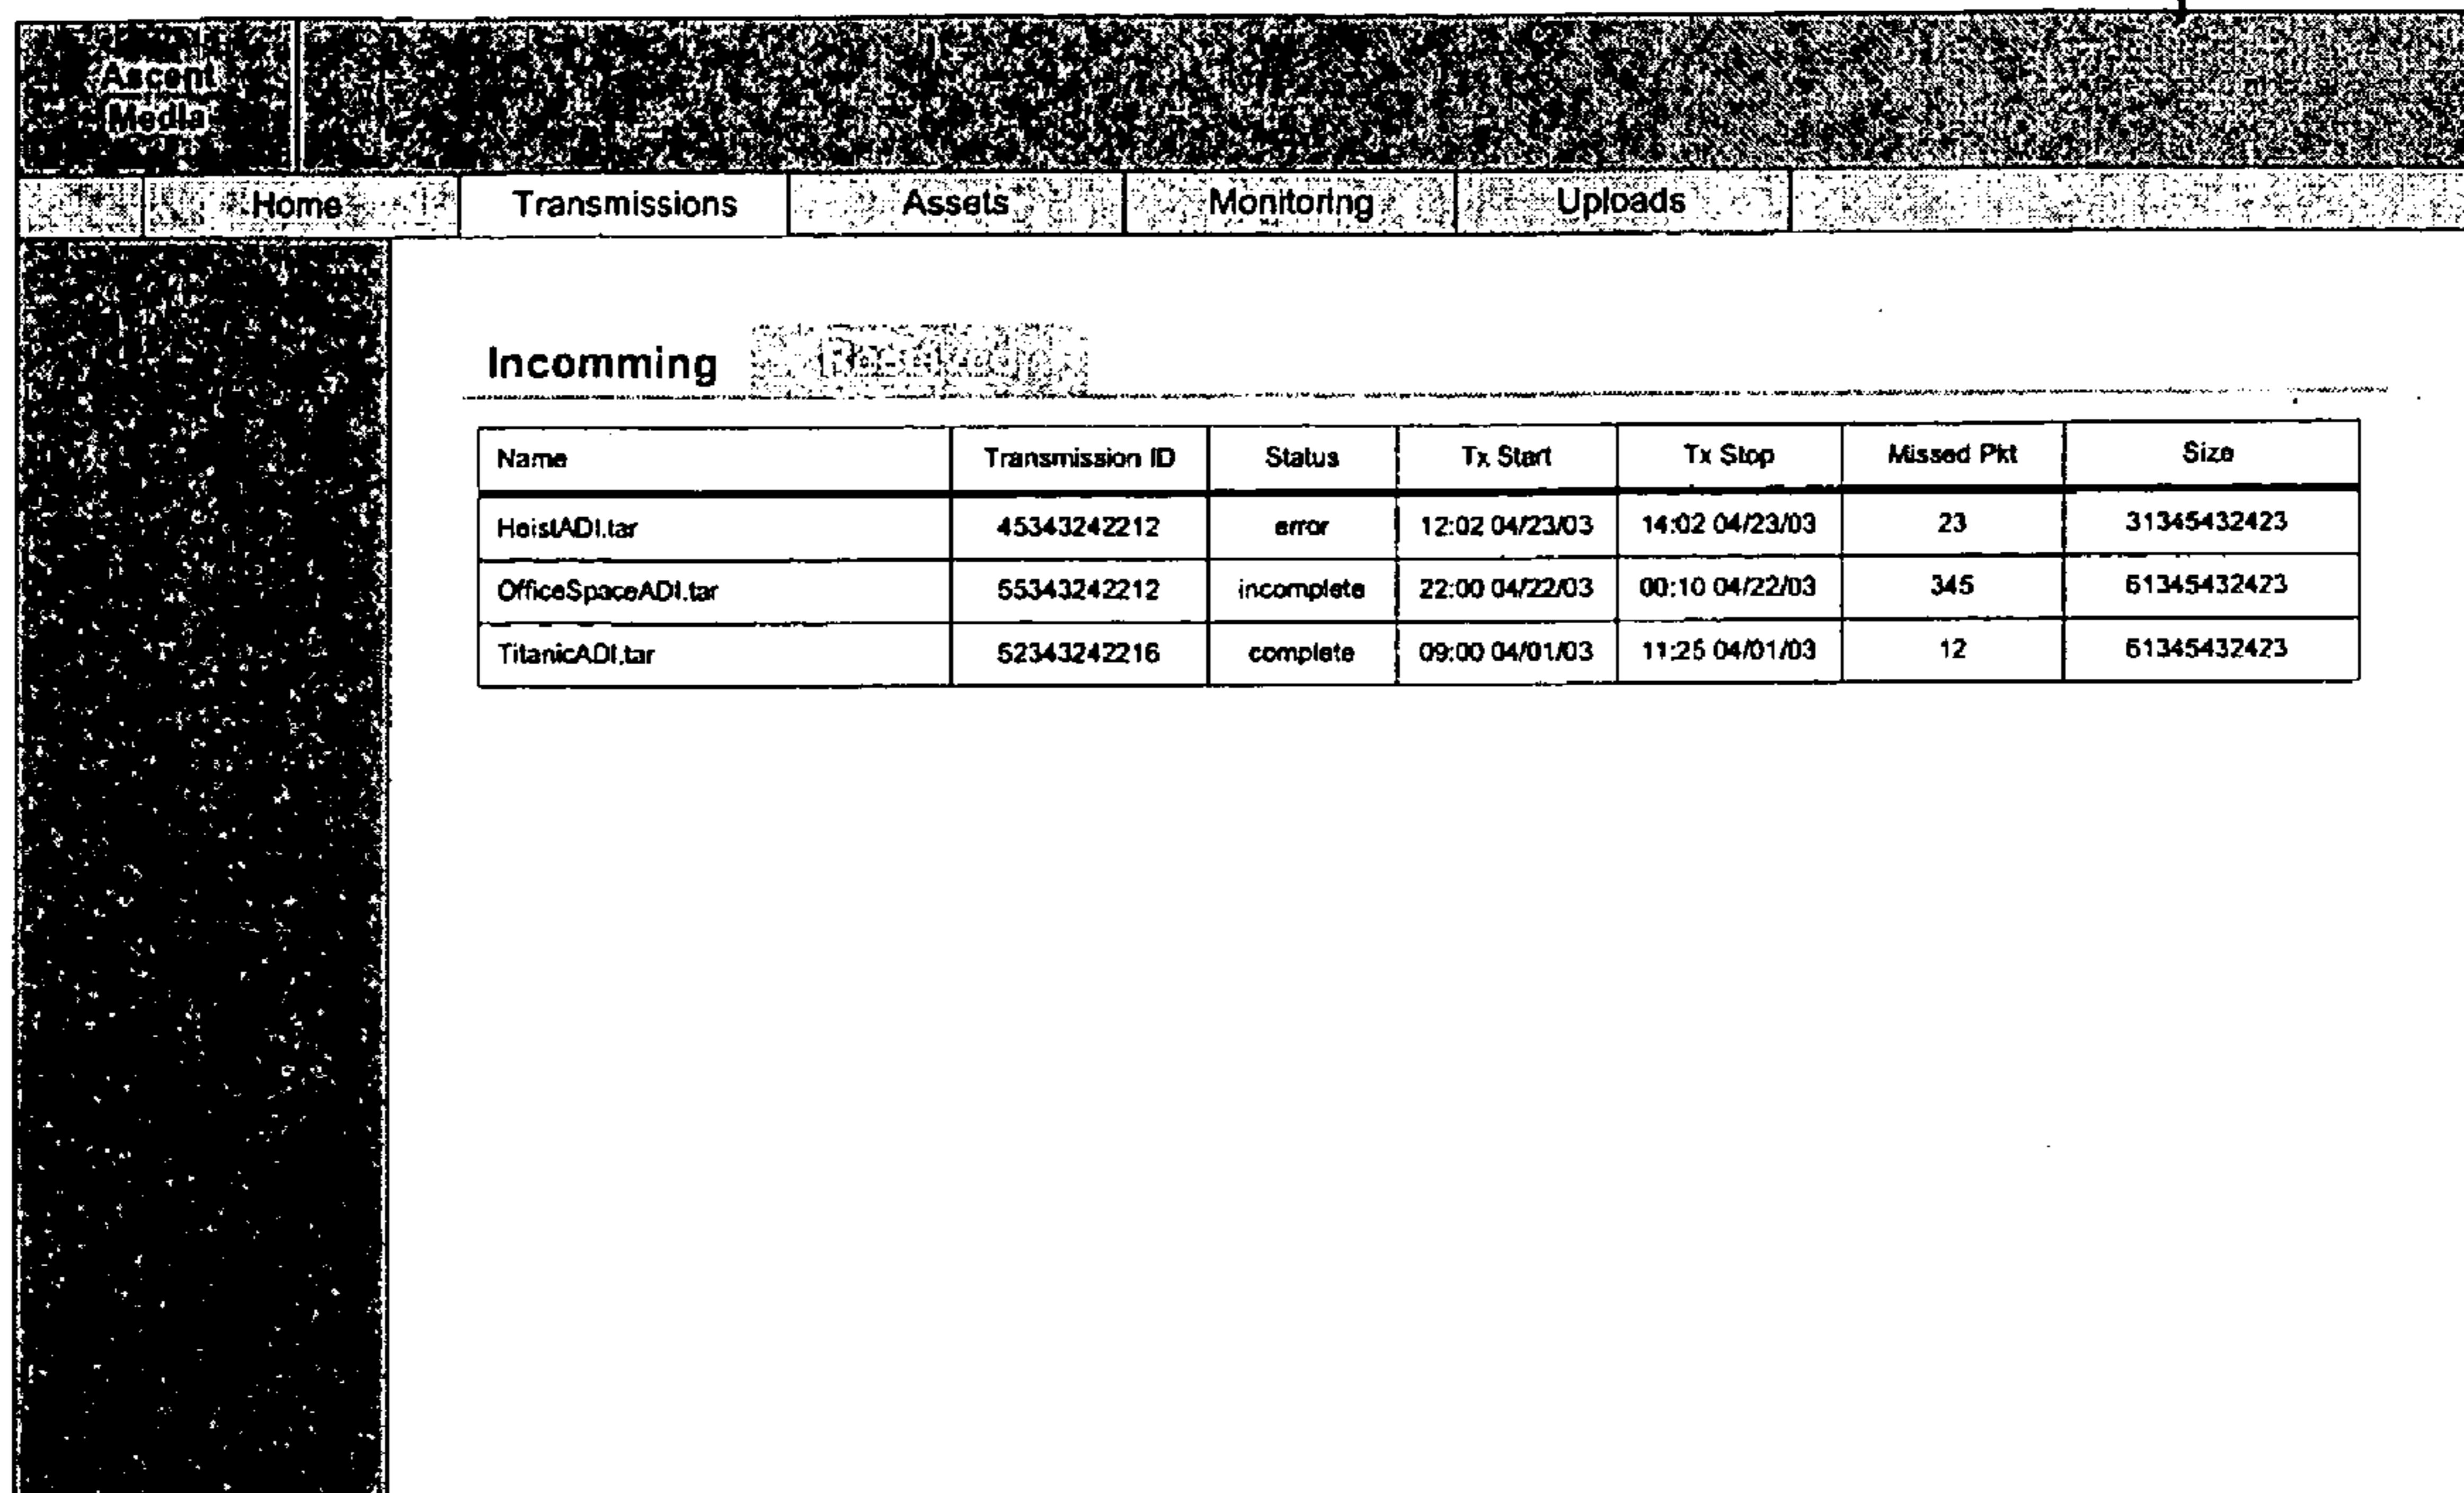 Ascent
Media
Home Transmissions Assets Monitoring Uploads
Incomming Received
Name Transmission ID Status Tx Start Tx Stop Missed Pkt Size
HeistADI.tar 45343242212 error 12:02 04/23/03 14:02 04/23/03 23 31345432423
OfficeSpaceADI.tar 55343242212 incomplete 22:00 04/22/03 00:10 04/22/03 345 61345432423
TitanicADI.tar 52343242216 complete 09:00 04/01/03 11:25 04/01/03 12 61345432423